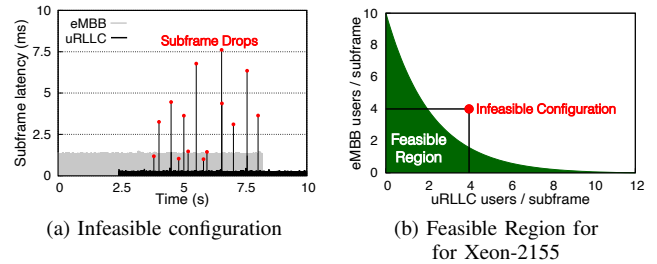 eMBB
uRLLC
Subframe Drops
Subframe latency (ms)
10
7.5
5
2.5
0
0
2.5
5
7.5
10
Time (s)
(a) Infeasible configuration
eMBB users / subframe
10
8
6
4
2
0
Infeasible Configuration
Feasible
Region
0
2
4
6
8
10
12
uRLLC users / subframe
(b) Feasible Region for
for Xeon-2155